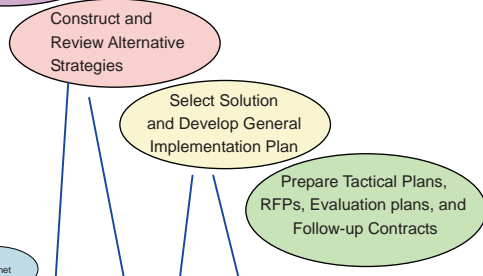 Construct and
Review Alternative
Strategies
Select Solution
and Develop General
Implementation Plan
Prepare Tactical Plans,
RFPs, Evaluation plans, and
Follow-up Contracts
net